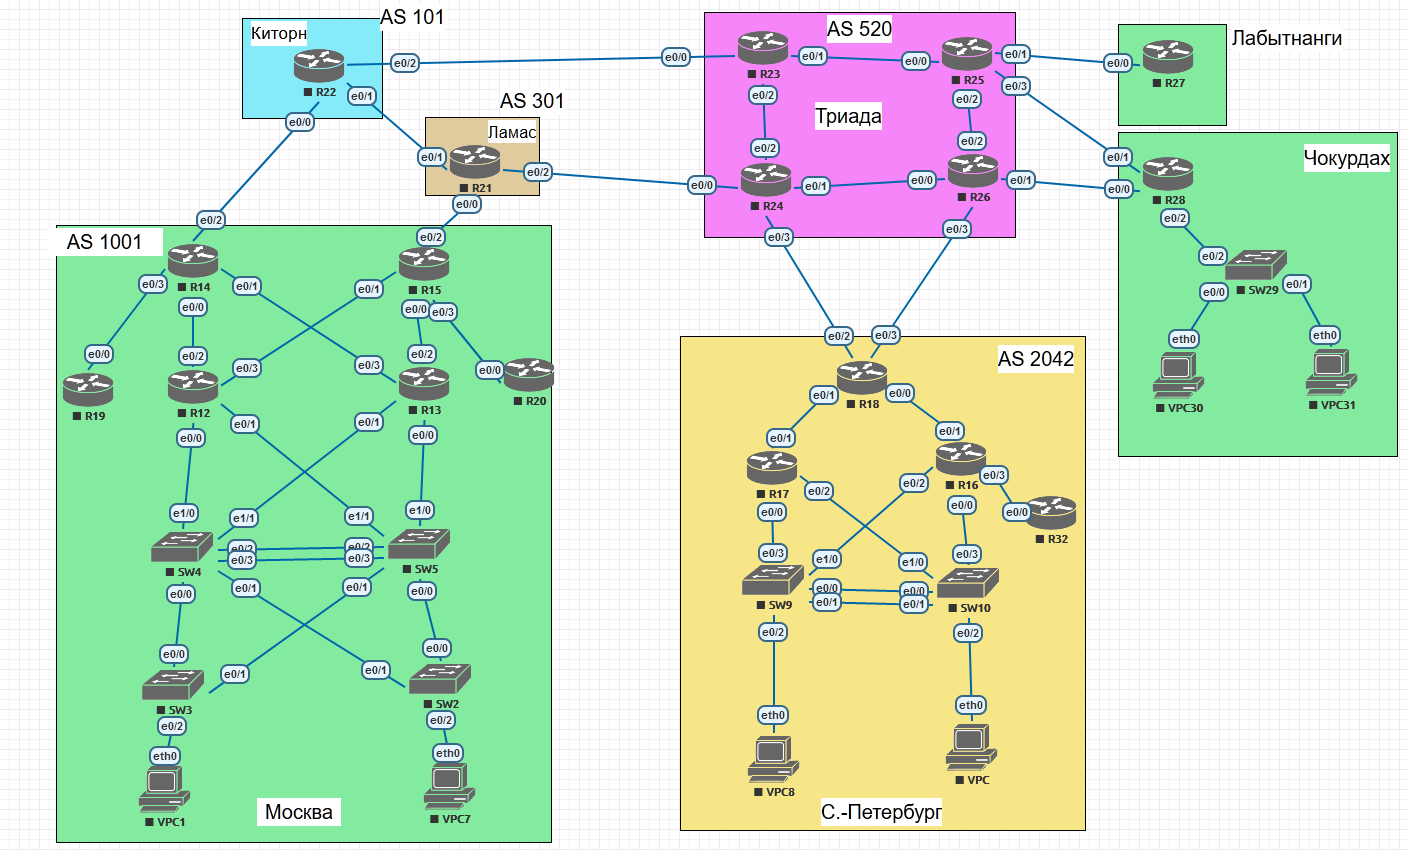 AS 101
Киторн
R22
e0/2
e0/1
e0/0
AS 301
Ламас
R21
e0/1
e0/2
e0/0
AS 520
Триада
e0/0
R23
e0/1
e0/2
e0/0
R25
e0/1
e0/3
e0/2
e0/2
e0/0
R24
e0/1
e0/3
e0/2
e0/0
R26
e0/1
e0/3
Лабытнанги
e0/0
R27
Чокурдах
e0/1
e0/0
R28
e0/2
e0/2
SW29
e0/0
e0/1
eth0
eth0
VPC30
VPC31
AS 1001
e0/2
R14
e0/3
e0/1
e0/0
e0/2
R15
e0/1
e0/0
e0/3
e0/0
R19
e0/2
R12
e0/3
e0/0
e0/1
e0/3
e0/2
R13
e0/1
e0/0
e0/0
R20
e1/0
e1/1
SW4
e0/2
e0/3
e0/0
e0/1
e1/1
e1/0
SW5
e0/2
e0/3
e0/1
e0/0
e0/0
e0/1
SW3
e0/2
e0/1
e0/0
SW2
e0/2
eth0
VPC1
eth0
VPC7
Москва
AS 2042
e0/2
e0/3
R18
e0/1
e0/0
e0/1
R17
e0/2
e0/0
e0/1
R16
e0/2
e0/3
e0/0
e0/0
R32
e0/3
e1/0
SW9
e0/0
e0/1
e0/2
e1/0
e0/3
SW10
e0/0
e0/1
e0/2
eth0
VPC8
eth0
VPC
С.-Петербург